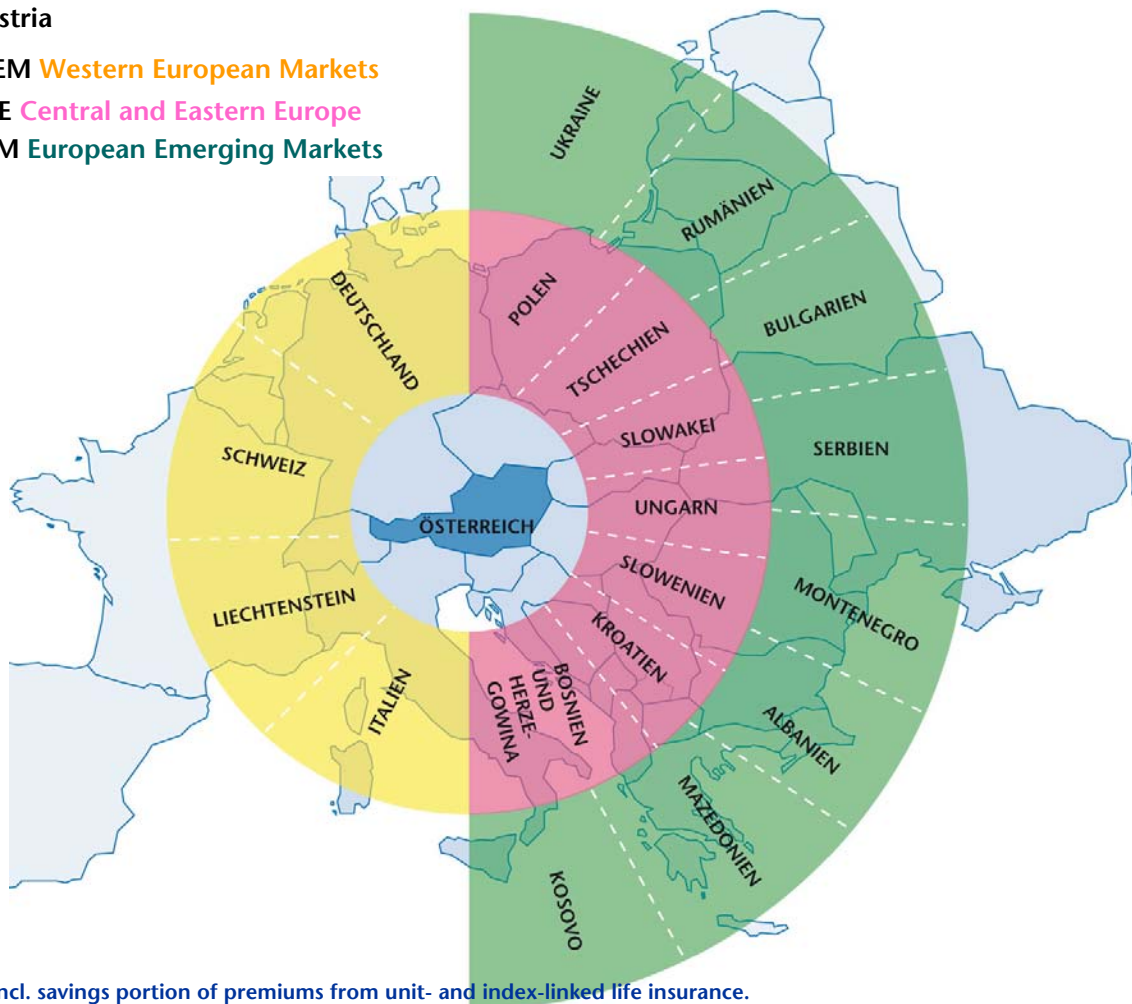 stria
EM Western European Markets
E Central and Eastern Europe
M European Emerging Markets
UKRAINE
RUMÄNIEN
BULGARIEN
SERBIEN
MONTENEGRO
ALBANIEN
MAZEDONIEN
KOSOVO
POLEN
TSCHECHIEN
SLOWAKEI
UNGARN
SLOWENIEN
KROATIEN
BOSNIEN
UND
HERZE-
GOWINA
DEUTSCHLAND
SCHWEIZ
LIECHTENSTEIN
ITALIEN
ÖSTERREICH
ncl. savings portion of premiums from unit- and index-linked life insurance.